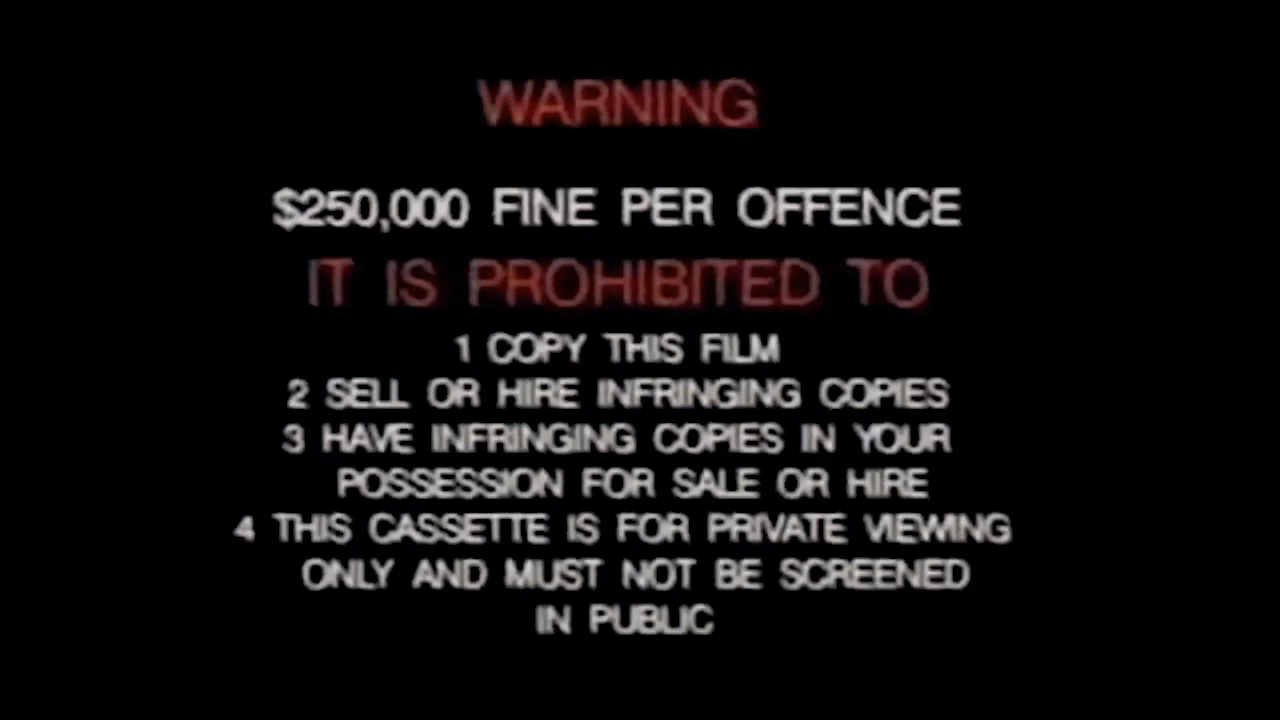 WARNING
$250,000 FINE PER OFFENCE
IT IS PROHIBITED TO
1 COPY THIS FILM
2 SELL OR HIRE INFRINGING COPIES
3 HAVE INFRINGING COPIES IN YOUR
POSSESSION FOR SALE OR HIRE
4 THIS CASSETTE IS FOR PRIVATE VIEWING
ONLY AND MUST NOT BE SCREENED
IN PUBLIC